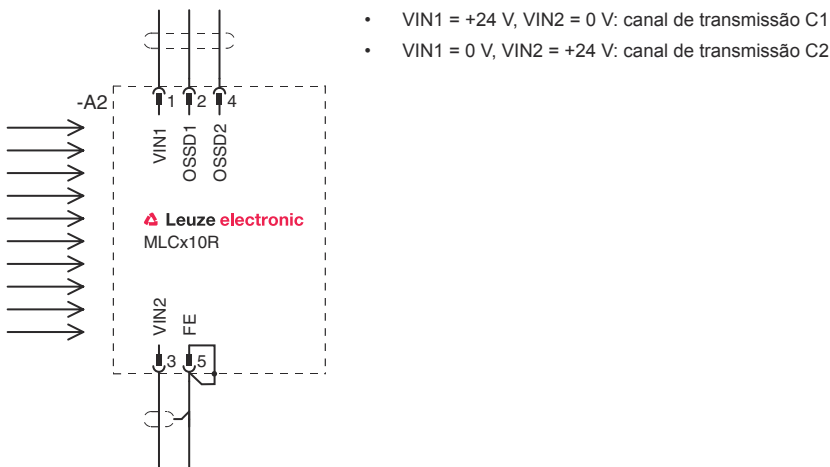 • VIN1 = +24 V, VIN2 = 0 V: canal de transmissão C1
• VIN1 = 0 V, VIN2 = +24 V: canal de transmissão C2
-A2
1 2 4
VIN1
OSSD1
OSSD2
Leuze electronic
MLCx10R
VIN2
FE
3 5